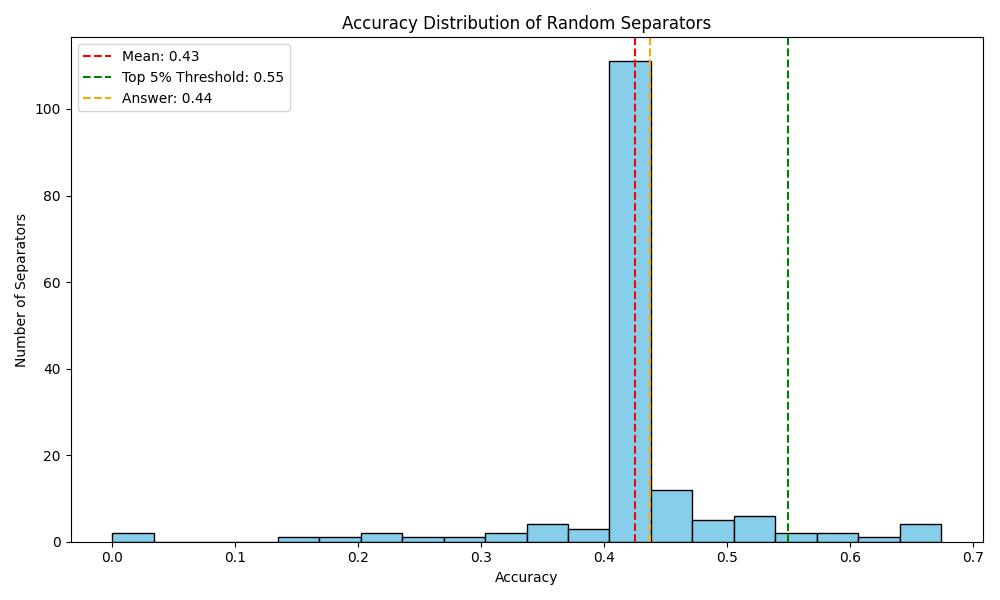 Accuracy Distribution of Random Separators
Mean: 0.43
Top 5% Threshold: 0.55
Answer: 0.44
100
80
60
40
20
0
Number of Separators
0.0 0.1 0.2 0.3 0.4 0.5 0.6 0.7
Accuracy